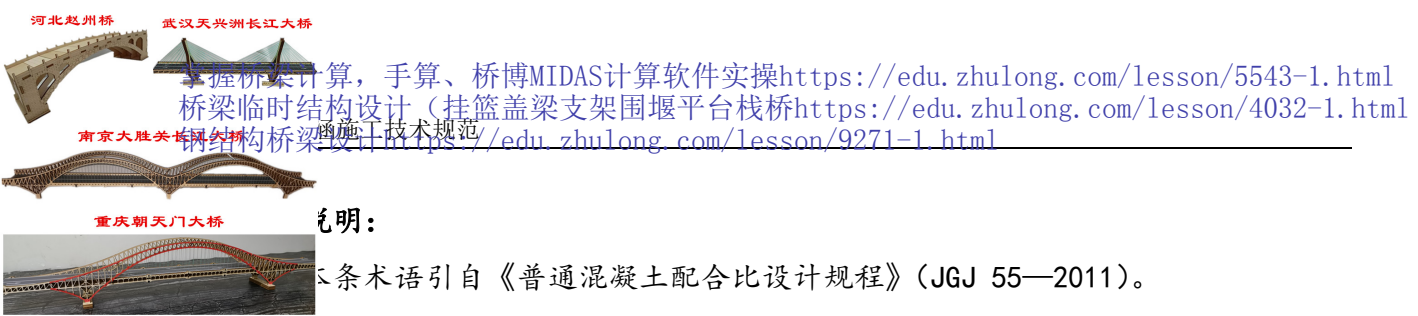 河北赵州桥
武汉天兴洲长江大桥
掌握桥梁计算，手算、桥博MIDAS计算软件实操https://edu.zhulong.com/lesson/5543-1.html
桥梁临时结构设计（挂篮盖梁支架围堰平台栈桥https://edu.zhulong.com/lesson/4032-1.html
钢结构桥梁设计https://edu.zhulong.com/lesson/9271-1.html
涵施工技术规范
南京大胜关长江大桥
重庆朝天门大桥
说明：
本条术语引自《普通混凝土配合比设计规程》（JGJ 55—2011）。